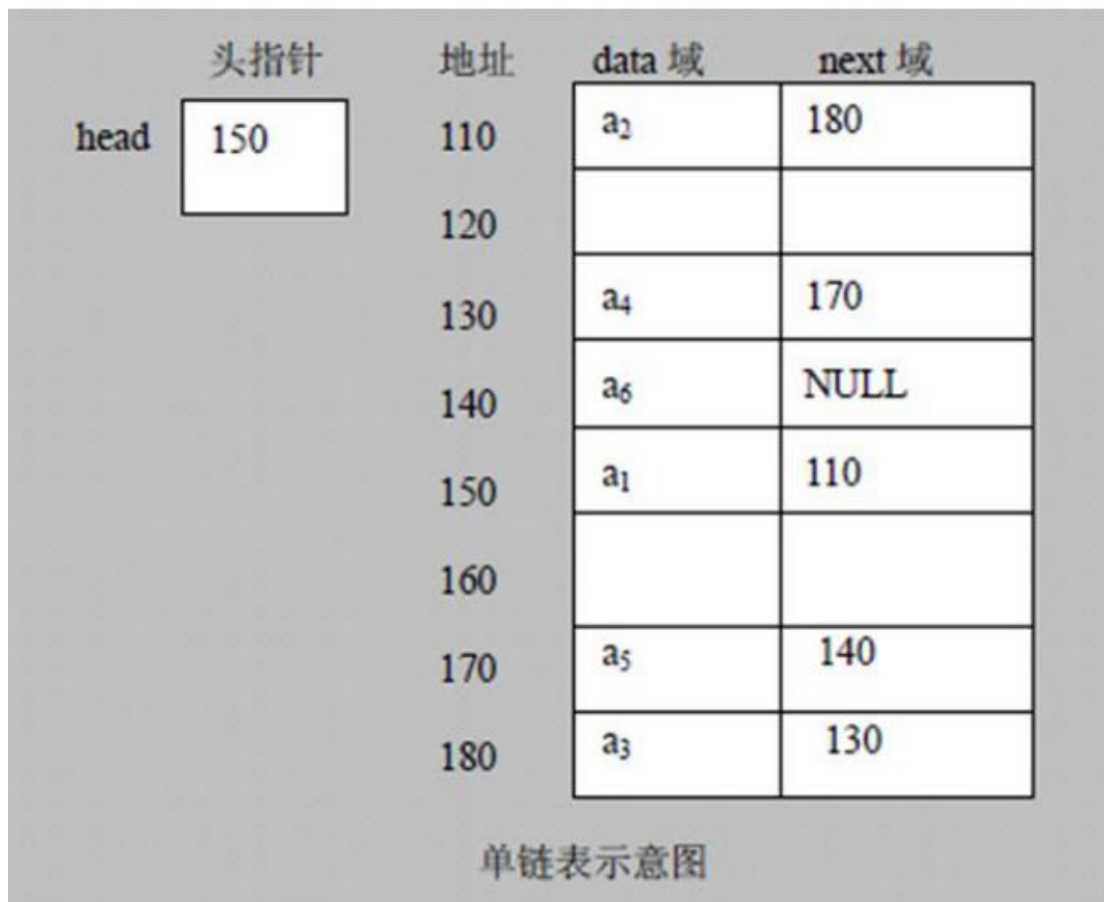 头指针 地址 data 域 next 域
head 150 110 a₂ 180
120
130 a₄ 170
140 a₆ NULL
150 a₁ 110
160
170 a₅ 140
180 a₃ 130
单链表示意图